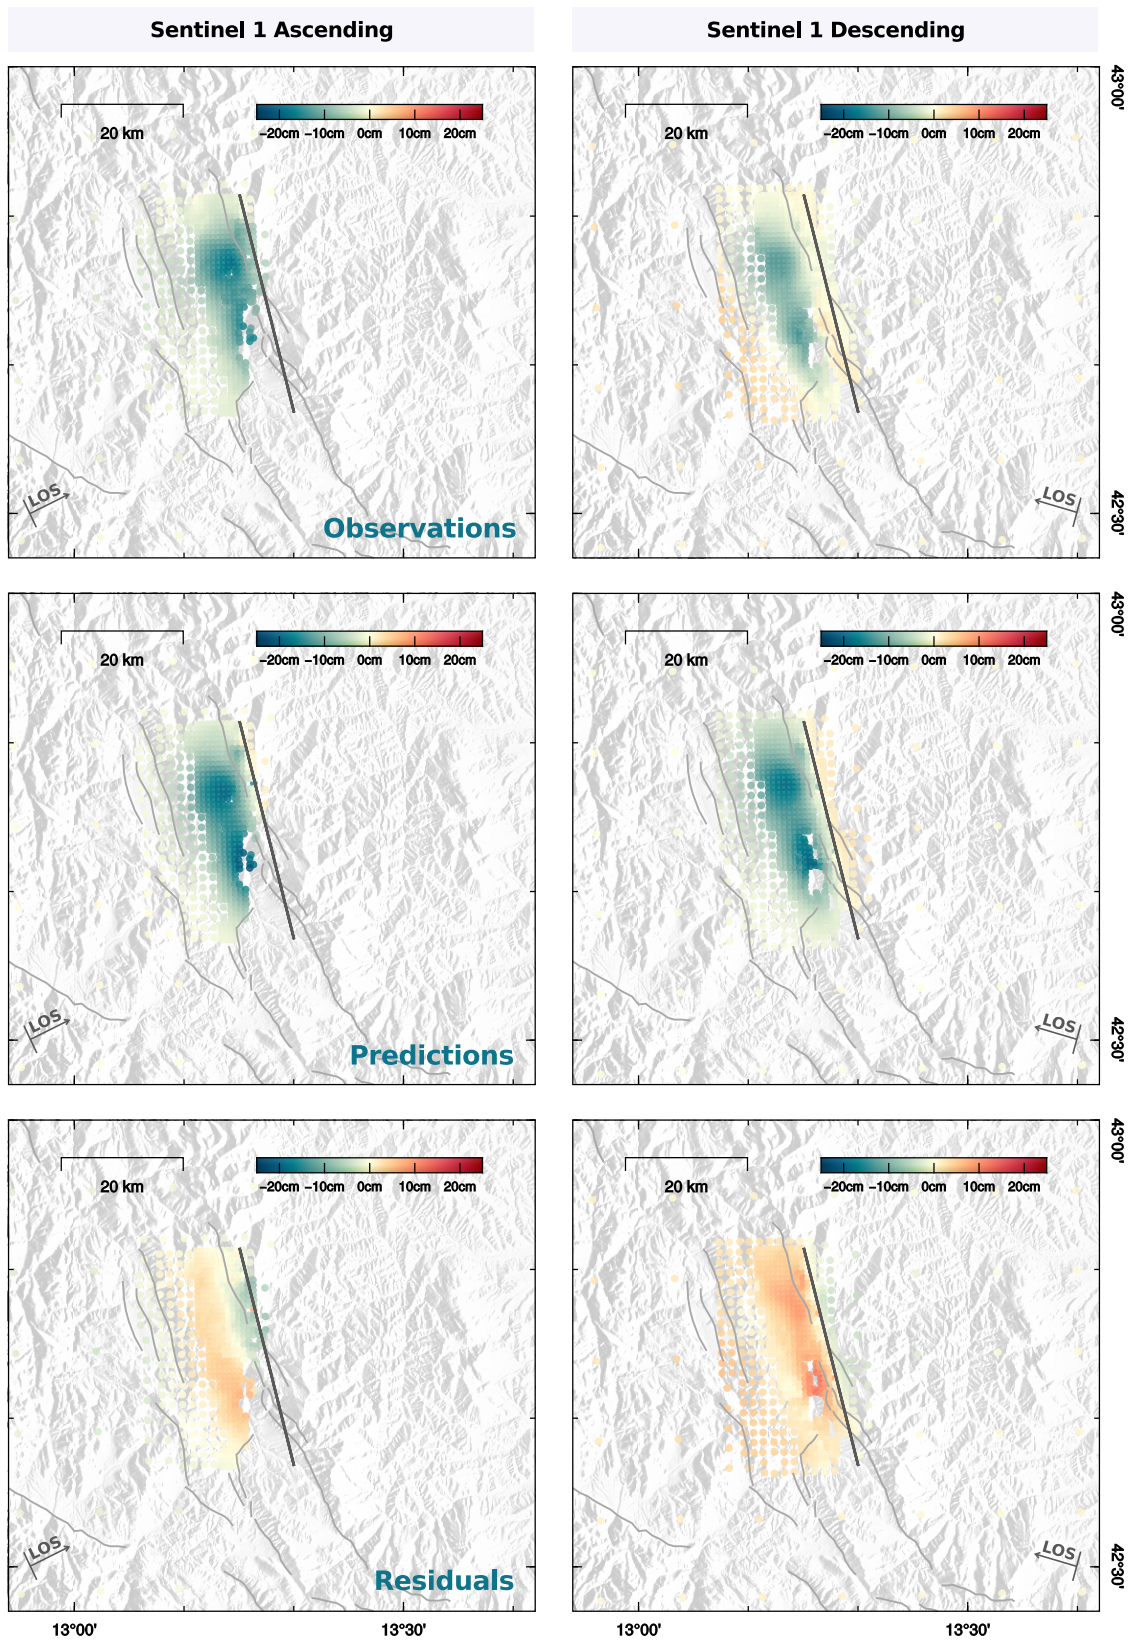 Sentinel 1 Ascending
Sentinel 1 Descending
20 km
−20cm −10cm 0cm 10cm 20cm
20 km
−20cm −10cm 0cm 10cm 20cm
43°00'
LOS
Observations
LOS
42°30'
20 km
−20cm −10cm 0cm 10cm 20cm
20 km
−20cm −10cm 0cm 10cm 20cm
43°00'
LOS
Predictions
LOS
42°30'
20 km
−20cm −10cm 0cm 10cm 20cm
20 km
−20cm −10cm 0cm 10cm 20cm
43°00'
LOS
Residuals
LOS
42°30'
13°00' 13°30'
13°00' 13°30'